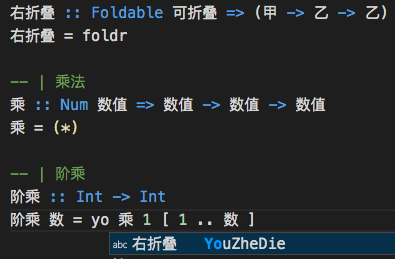 右折叠 :: Foldable 可折叠 => (甲 -> 乙 -> 乙)
右折叠 = foldr
-- | 乘法
乘 :: Num 数值 => 数值 -> 数值 -> 数值
乘 = (*)
-- | 阶乘
阶乘 :: Int -> Int
阶乘 数 = yo 乘 1 [ 1 .. 数 ]
abc 右折叠 YouZheDie